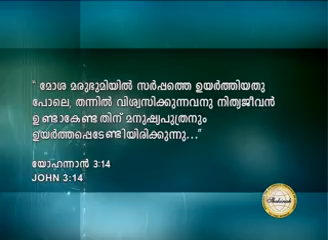 “ മോശ മരുഭൂമിയിൽ സർപ്പത്തെ ഉയർത്തിയതു
പോലെ, തന്നിൽ വിശ്വസിക്കുന്നവനു നിത്യജീവൻ
ഉണ്ടാകേണ്ടതിന് മനുഷ്യപുത്രനും
ഉയർത്തപ്പെടേണ്ടിയിരിക്കുന്നു...”
യോഹന്നാൻ 3:14
JOHN 3:14